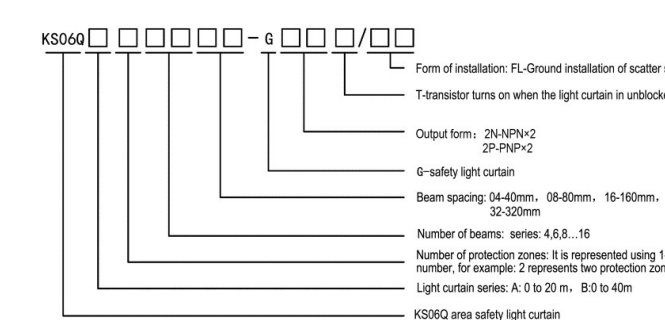 KS06Q□ □ □ □ □ □-G □ □ □/□ □
Form of installation: FL-Ground installation of scatter
T-transistor turns on when the light curtain in
Output form: 2N-NPN×2
2P-PNP×2
G-safety light curtain
Beam spacing: 04-40mm, 08-80mm, 16-160mm,
32-320mm
Number of beams: series: 4,6,8...16
Number of protection zones: It is represented using
number, for example: 2 represents two protection
Light curtain series: A: 0 to 20 m, B:0 to 40m
KS06Q area safety light curtain